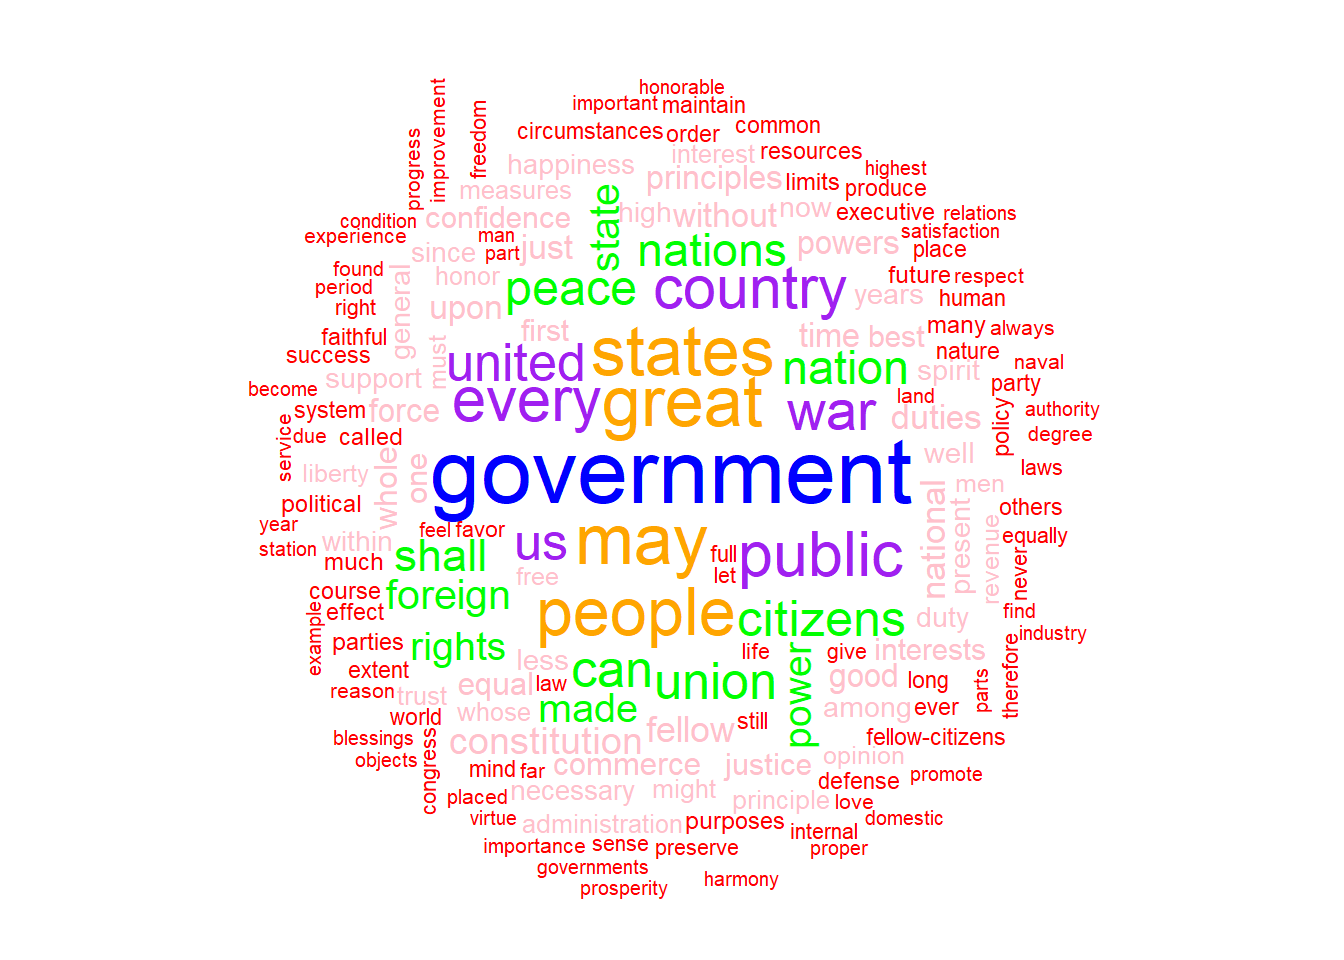 honorable
important maintain
circumstances order common
progress
improvement
freedom
happiness interest resources
highest
measures principles limits produce
condition confidence state high without now executive relations
experience man satisfaction
since part just nations powers place
found general honor peace country future respect
period years human
right upon first time best many always
faithful must united states nation nature naval
success support spirit party
become every great war land authority
system force duties policy degree
service due called well laws
liberty whole one government men
political national present revenue others
year feel favor equally
station within shall us may full public never
much free let
course foreign people citizens duty find
effect industry
example parties rights less can life give interests therefore
extent union power good long parts
reason trust equal law
world whose made fellow still among ever
blessings constitution fellow-citizens
objects congress mind far commerce justice opinion
placed necessary might defense promote
virtue principle love
administration purposes internal domestic
importance sense preserve proper
governments
prosperity harmony